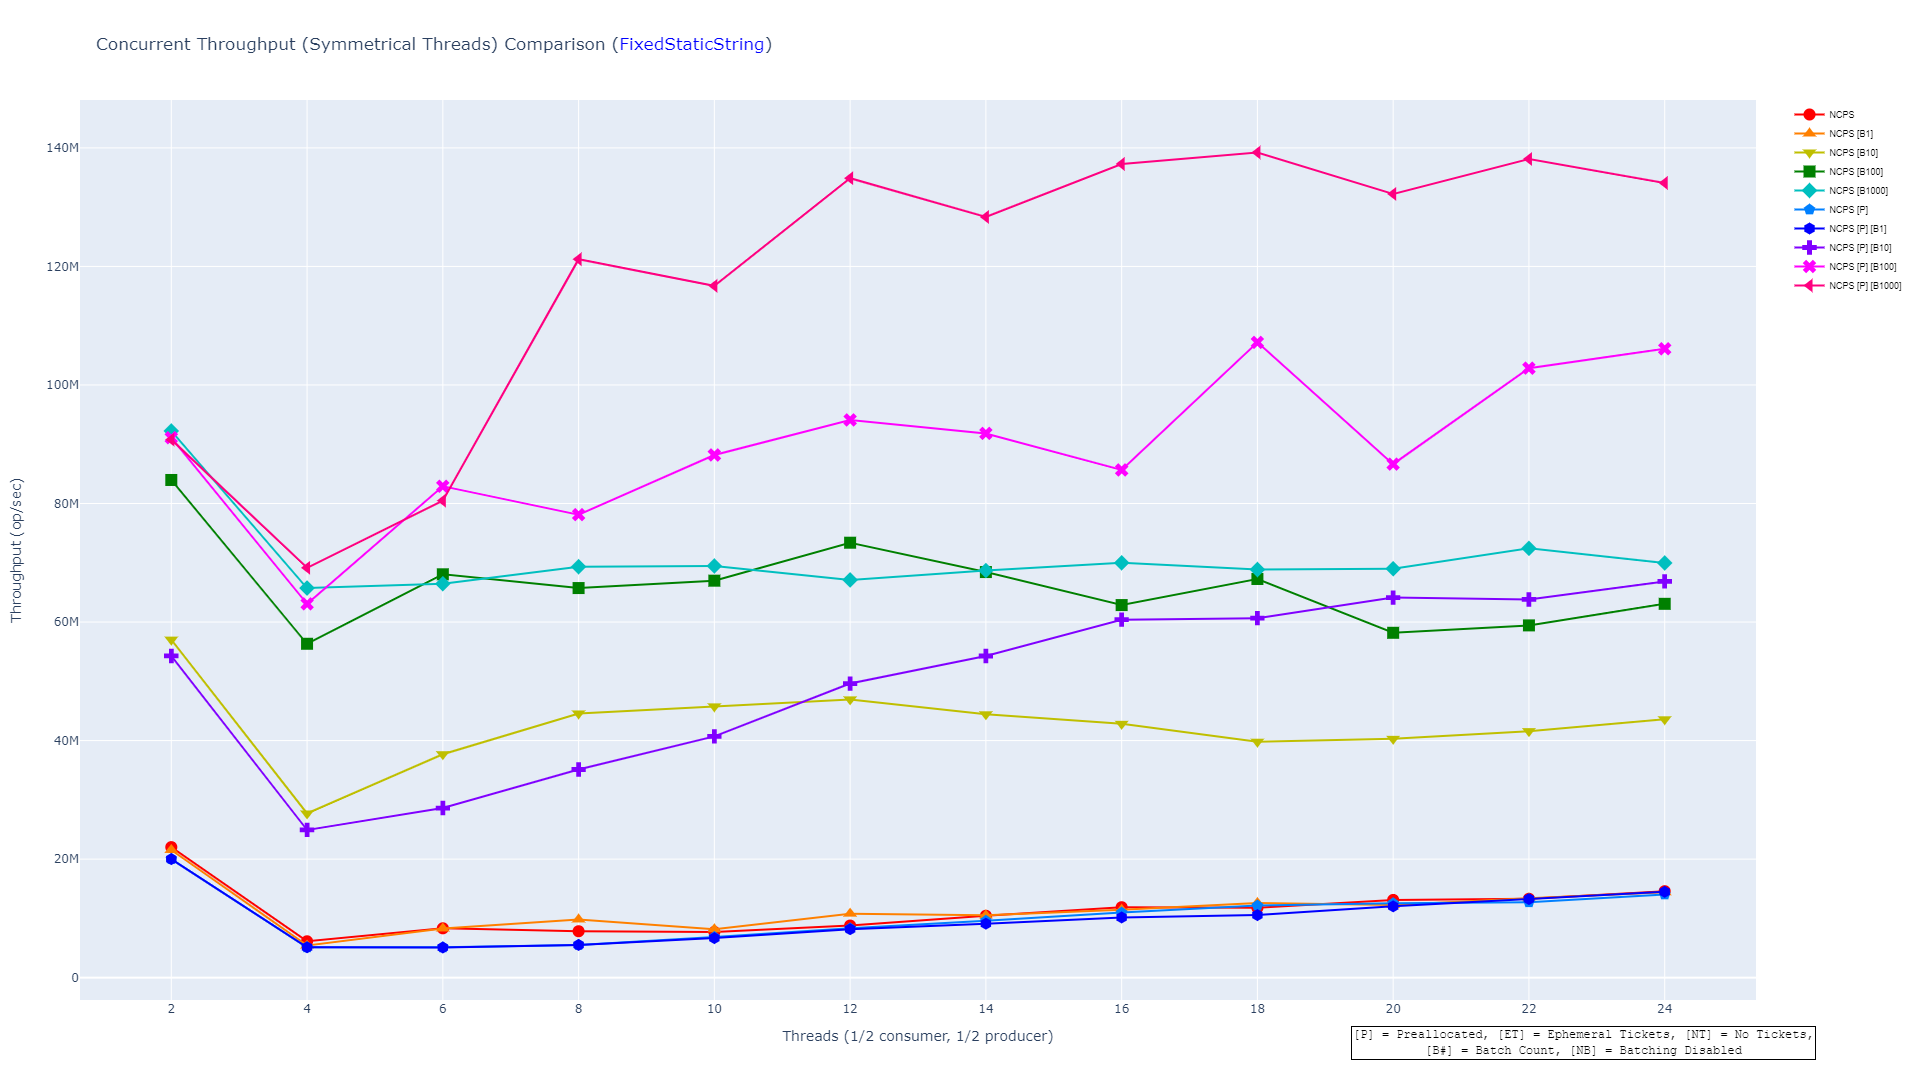 Concurrent Throughput (Symmetrical Threads) Comparison (FixedStaticString)
NCPS
NCPS [B1]
NCPS [B10]
NCPS [B100]
NCPS [B1000]
NCPS [P]
NCPS [P] [B1]
NCPS [P] [B10]
NCPS [P] [B100]
NCPS [P] [B1000]
Throughput (op/sec)
140M
120M
100M
80M
60M
40M
20M
0
2 4 6 8 10 12 14 16 18 20 22 24
Threads (1/2 consumer, 1/2 producer)
[P] = Preallocated, [ET] = Ephemeral Tickets, [NT] = No Tickets,
[B#] = Batch Count, [NB] = Batching Disabled